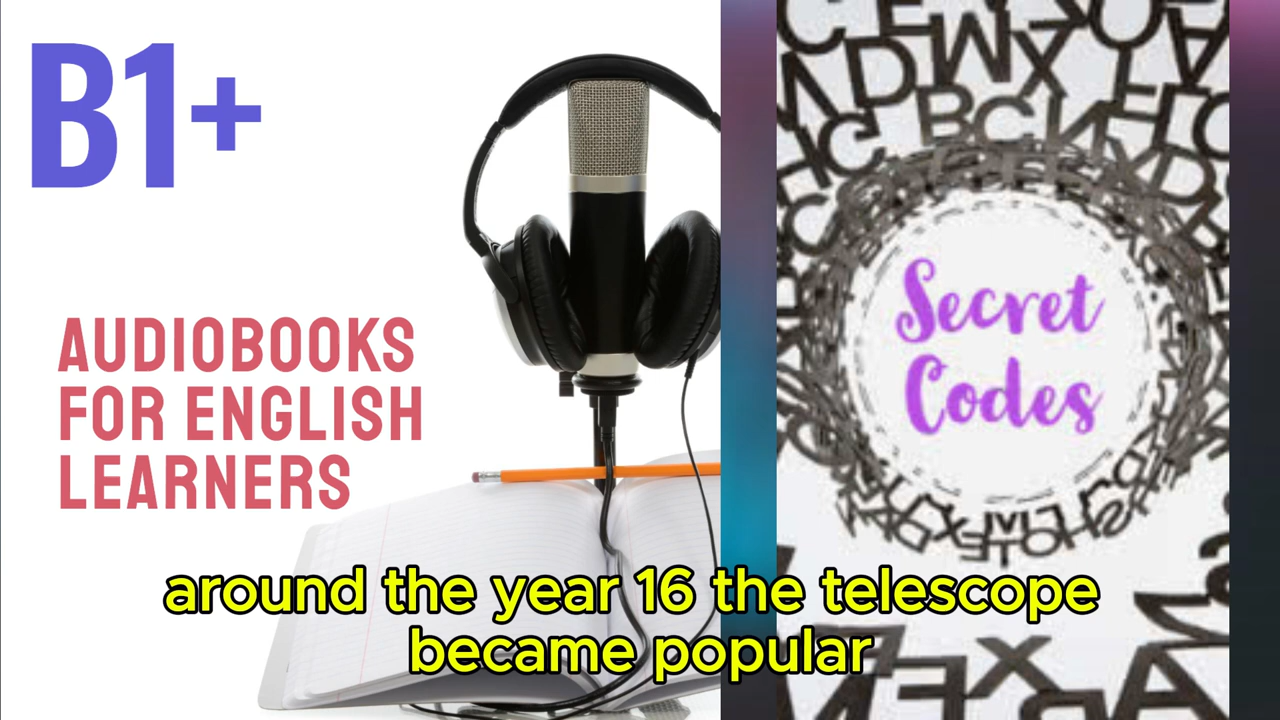 B1+
AUDIOBOOKS
FOR ENGLISH
LEARNERS
Secret
Codes
around the year 16 the telescope
became popular